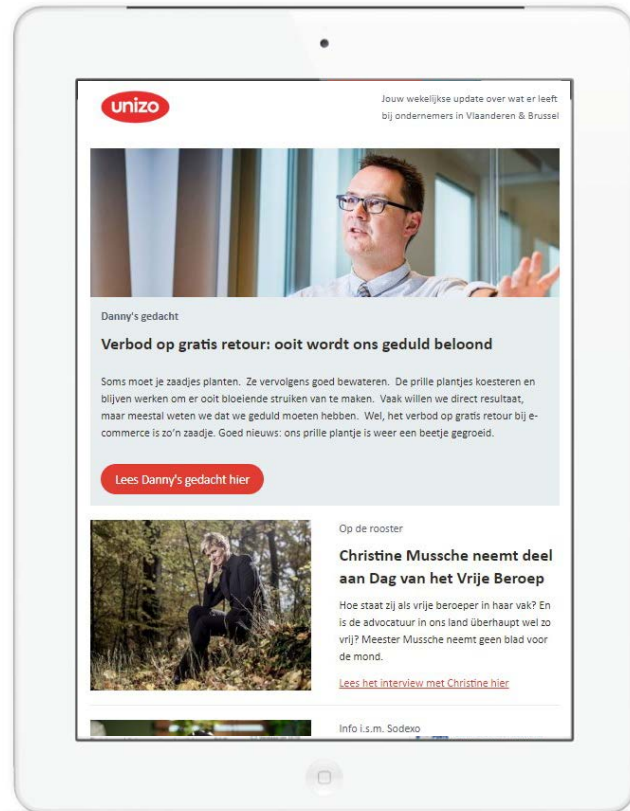 unizo
Jouw wekelijkse update over wat er leeft
bij ondernemers in Vlaanderen & Brussel
Danny's gedacht
Verbod op gratis retour: ooit wordt ons geduld beloond
Soms moet je zaadjes planten. Ze vervolgens goed bewateren. De prille plantjes koesteren en
blijven werken om er ooit bloeiende struiken van te maken. Vaak willen we direct resultaat,
maar meestal weten we dat we geduld moeten hebben. Wel, het verbod op gratis retour bij e-
commerce is zo'n zaadje. Goed nieuws: ons prille plantje is weer een beetje gegroeid.
Lees Danny's gedacht hier
Op de rooster
Christine Mussche neemt deel
aan Dag van het Vrije Beroep
Hoe staat zij als vrije beroeper in haar vak? En
is de advocatuur in ons land überhaupt wel zo
vrij? Meester Mussche neemt geen blad voor
de mond.
Lees het interview met Christine hier
Info i.s.m. Sodexo